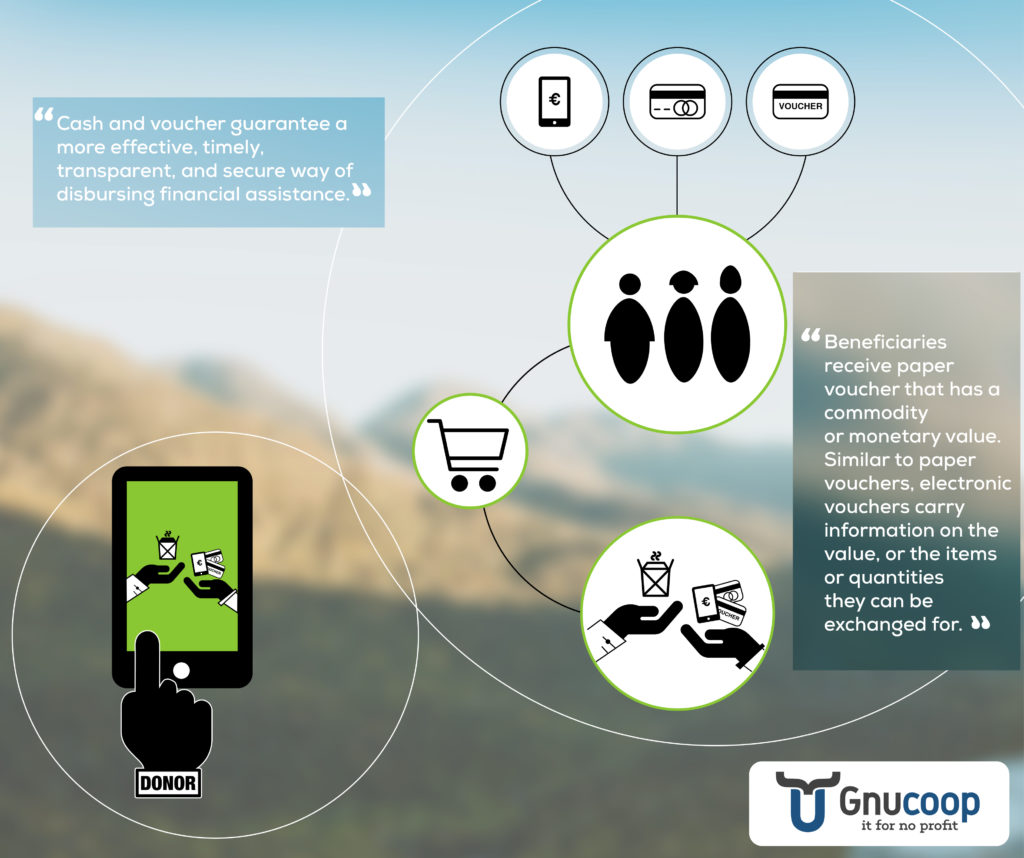 “ Cash and voucher guarantee a
more effective, timely,
transparent, and secure way of
disbursing financial assistance. ”
€
VOUCHER
“ Beneficiaries
receive paper
voucher that has a
commodity
or monetary value.
Similar to paper
vouchers, electronic
vouchers carry
information on the
value, or the items
or quantities
they can be
exchanged for. ”
€
€
VOUCHER
DONOR
Gnucoop
it for no profit